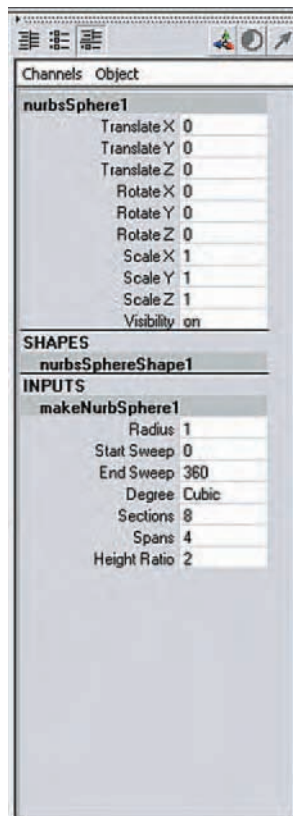 Channels Object
nurbsSphere1
Translate X 0
Translate Y 0
Translate Z 0
Rotate X 0
Rotate Y 0
Rotate Z 0
Scale X 1
Scale Y 1
Scale Z 1
Visibility on
SHAPES
nurbsSphereShape1
INPUTS
makeNurbSphere1
Radius 1
Start Sweep 0
End Sweep 360
Degree Cubic
Sections 8
Spans 4
Height Ratio 2